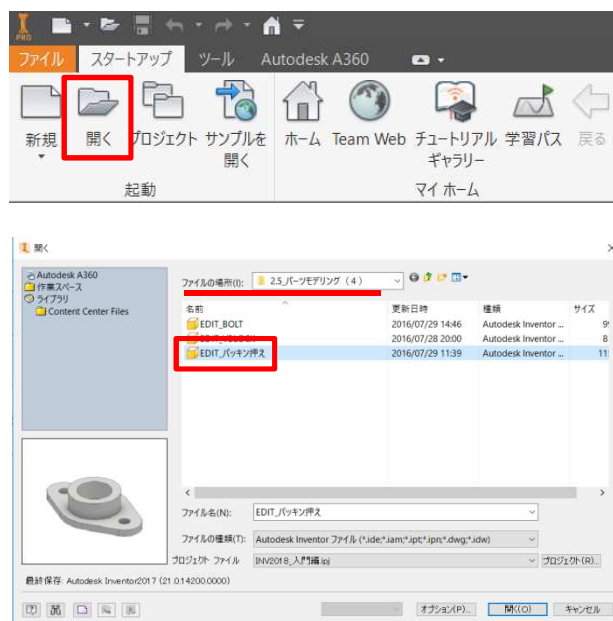 PRO
ファイル スタートアップ ツール Autodesk A360
新規 開く プロジェクト サンプルを開く ホーム Team Web チュートリアル ギャラリー 学習パス 戻る
起動 マイ ホーム
開く
Autodesk A360
作業スペース
ライブラリ
Content Center Files
ファイルの場所(I): 2.5_パーツモデリング（４）
名前 更新日時 種類 サイズ
EDIT_BOLT 2016/07/29 14:46 Autodesk Inventor ...
2016/07/28 20:00 Autodesk Inventor ... 8
EDIT_パッキン押え 2016/07/29 11:39 Autodesk Inventor ... 11
ファイル名(N): EDIT_パッキン押え
ファイルの種類(T): Autodesk Inventor ファイル (*.ide;*.iam;*.ipt;*.ipn;*.dwg;*.idw)
プロジェクト ファイル INV2018_入門編.ipj プロジェクト(R)...
最終保存: Autodesk Inventor2017 (21.0.14200.0000)
オプション(P)... 開く(O) キャンセル